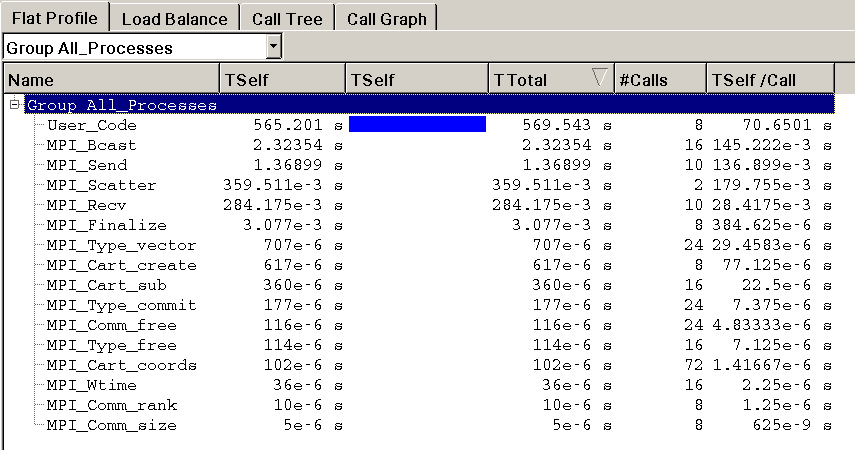 Flat Profile Load Balance Call Tree Call Graph
Group All_Processes
Name TSelf TSelf TTotal #Calls TSelf /Call
Group All_Processes
User_Code 565.201 s 569.543 s 8 70.6501 s
MPI_Bcast 2.32354 s 2.32354 s 16 145.222e-3 s
MPI_Send 1.36899 s 1.36899 s 10 136.899e-3 s
MPI_Scatter 359.511e-3 s 359.511e-3 s 2 179.755e-3 s
MPI_Recv 284.175e-3 s 284.175e-3 s 10 28.4175e-3 s
MPI_Finalize 3.077e-3 s 3.077e-3 s 8 384.625e-6 s
MPI_Type_vector 707e-6 s 707e-6 s 24 29.4583e-6 s
MPI_Cart_create 617e-6 s 617e-6 s 8 77.125e-6 s
MPI_Cart_sub 360e-6 s 360e-6 s 16 22.5e-6 s
MPI_Type_commit 177e-6 s 177e-6 s 24 7.375e-6 s
MPI_Comm_free 116e-6 s 116e-6 s 24 4.83333e-6 s
MPI_Type_free 114e-6 s 114e-6 s 16 7.125e-6 s
MPI_Cart_coords 102e-6 s 102e-6 s 72 1.41667e-6 s
MPI_Wtime 36e-6 s 36e-6 s 16 2.25e-6 s
MPI_Comm_rank 10e-6 s 10e-6 s 8 1.25e-6 s
MPI_Comm_size 5e-6 s 5e-6 s 8 625e-9 s